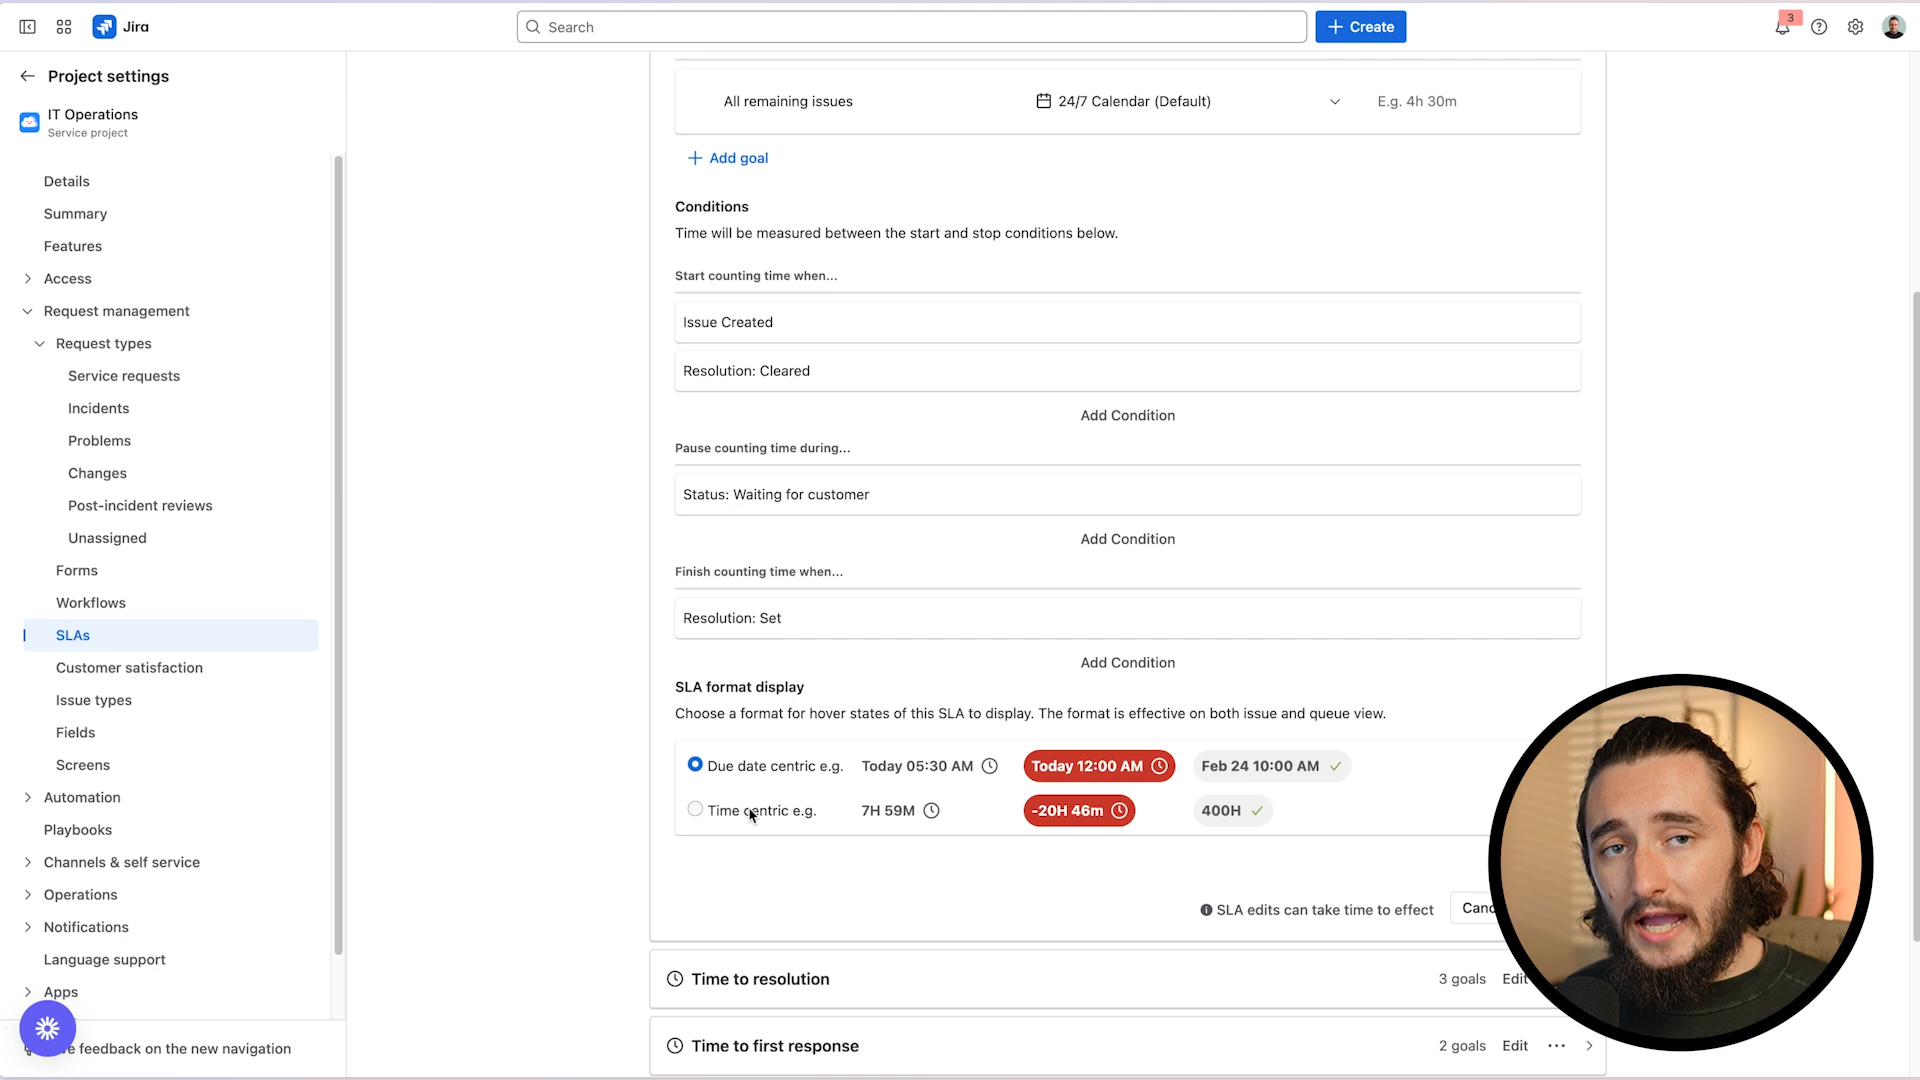 Jira
Search
Create
3
Project settings
IT Operations
Service project
Details
Summary
Features
Access
Request management
Request types
Service requests
Incidents
Problems
Changes
Post-incident reviews
Unassigned
Forms
Workflows
SLAs
Customer satisfaction
Issue types
Fields
Screens
Automation
Playbooks
Channels & self service
Operations
Notifications
Language support
Apps
feedback on the new navigation
All remaining issues
24/7 Calendar (Default)
E.g. 4h 30m
Add goal
Conditions
Time will be measured between the start and stop conditions below.
Start counting time when...
Issue Created
Resolution: Cleared
Add Condition
Pause counting time during...
Status: Waiting for customer
Add Condition
Finish counting time when...
Resolution: Set
Add Condition
SLA format display
Choose a format for hover states of this SLA to display. The format is effective on both issue and queue view.
Due date centric e.g. Today 05:30 AM Today 12:00 AM Feb 24 10:00 AM
Time centric e.g. 7H 59M -20H 46m 400H
SLA edits can take time to effect
Time to resolution
3 goals Edit
Time to first response
2 goals Edit